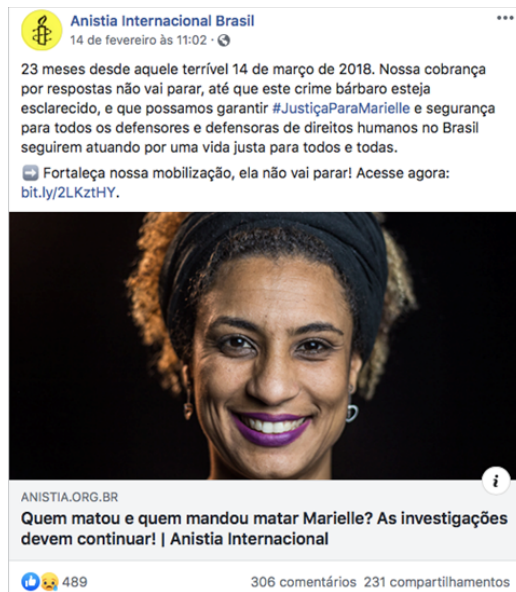 Anistia Internacional Brasil
14 de fevereiro às 11:02 ·
23 meses desde aquele terrível 14 de março de 2018. Nossa cobrança
por respostas não vai parar, até que este crime bárbaro esteja
esclarecido, e que possamos garantir #JustiçaParaMarielle e segurança
para todos os defensores e defensoras de direitos humanos no Brasil
seguirem atuando por uma vida justa para todos e todas.
➡️ Fortaleça nossa mobilização, ela não vai parar! Acesse agora:
bit.ly/2LKztHY.
ANISTIA.ORG.BR
Quem matou e quem mandou matar Marielle? As investigações
devem continuar! | Anistia Internacional
489 306 comentários 231 compartilhamentos